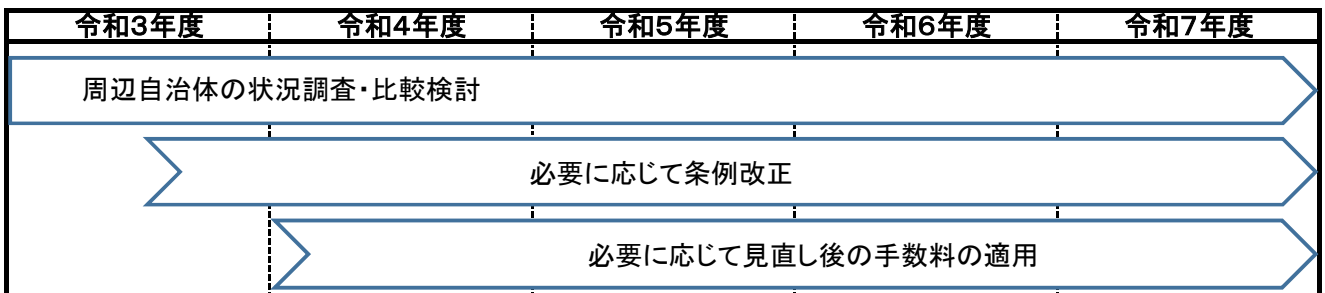 令和3年度 令和4年度 令和5年度 令和6年度 令和7年度
周辺自治体の状況調査・比較検討
必要に応じて条例改正
必要に応じて見直し後の手数料の適用